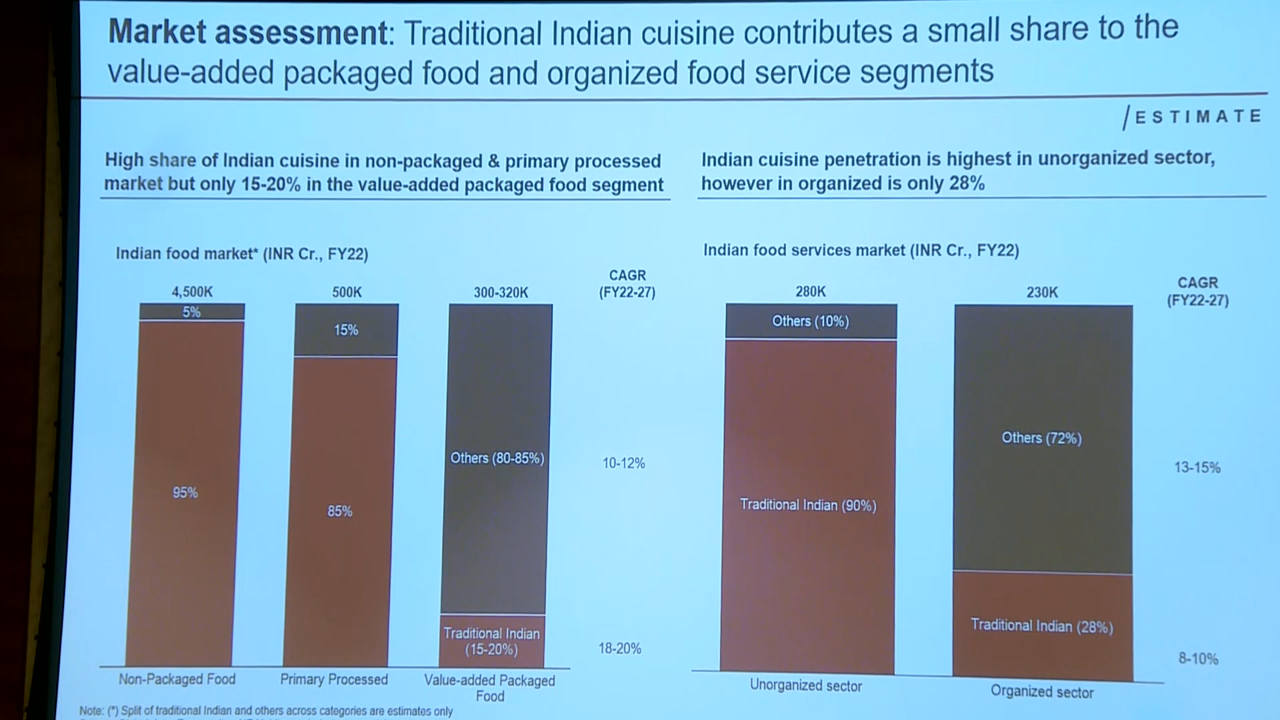 Market assessment: Traditional Indian cuisine contributes a small share to the
value-added packaged food and organized food service segments
/ESTIMATE
High share of Indian cuisine in non-packaged & primary processed
market but only 15-20% in the value-added packaged food segment
Indian food market* (INR Cr., FY22)
CAGR
(FY22-27)
4,500K
500K
300-320K
5%
15%
Others (80-85%)
10-12%
95%
85%
Traditional Indian
(15-20%)
18-20%
Non-Packaged Food
Primary Processed
Value-added Packaged
Food
Note: (*) Split of traditional Indian and others across categories are estimates only
Indian cuisine penetration is highest in unorganized sector,
however in organized is only 28%
Indian food services market (INR Cr., FY22)
CAGR
(FY22-27)
280K
230K
Others (10%)
Others (72%)
13-15%
Traditional Indian (90%)
Traditional Indian (28%)
8-10%
Unorganized sector
Organized sector